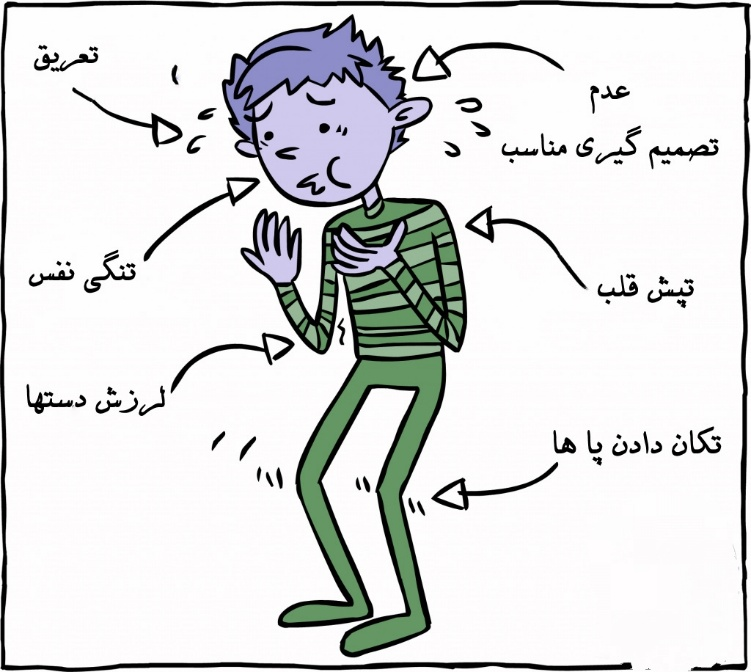 تعریق
عدم
تصمیم گیری مناسب
تنگی نفس
تپش قلب
لرزش دستها
تکان دادن پا ها